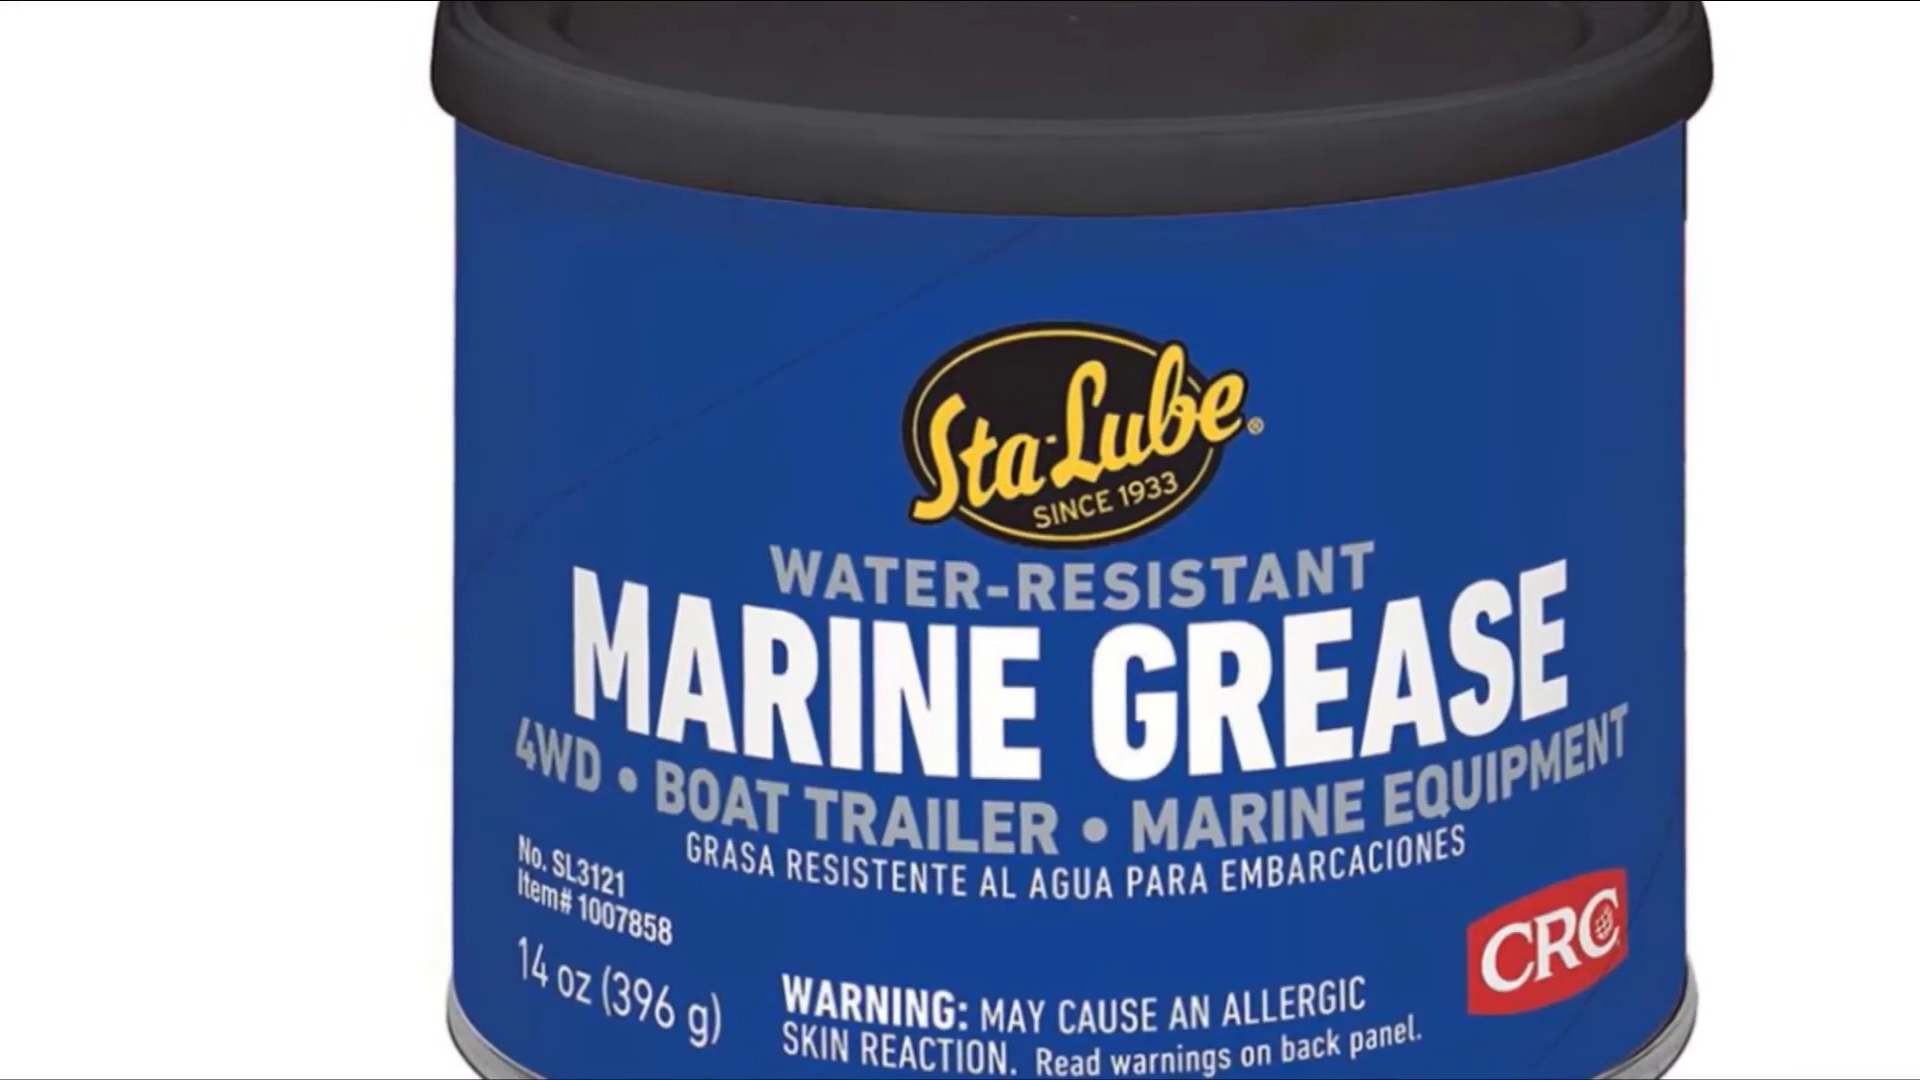 Sta-Lube®
SINCE 1933
WATER-RESISTANT
MARINE GREASE
4WD • BOAT TRAILER • MARINE EQUIPMENT
GRASA RESISTENTE AL AGUA PARA EMBARCACIONES
No. SL3121
Item# 1007858
14 oz (396 g)
WARNING: MAY CAUSE AN ALLERGIC
SKIN REACTION. Read warnings on back panel.
CRC